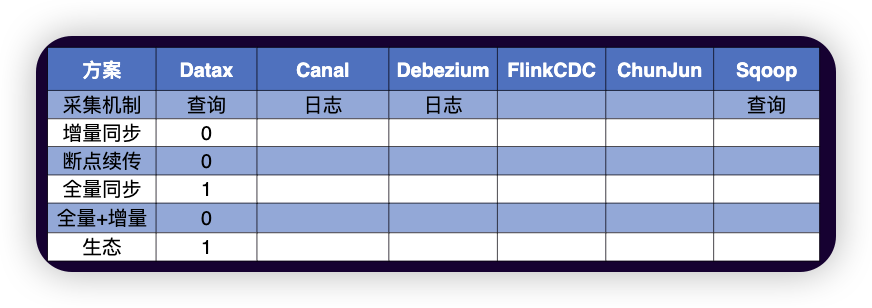 方案 Datax Canal Debezium FlinkCDC ChunJun Sqoop
采集机制 查询 日志 日志 查询
增量同步 0
断点续传 0
全量同步 1
全量+增量 0
生态 1